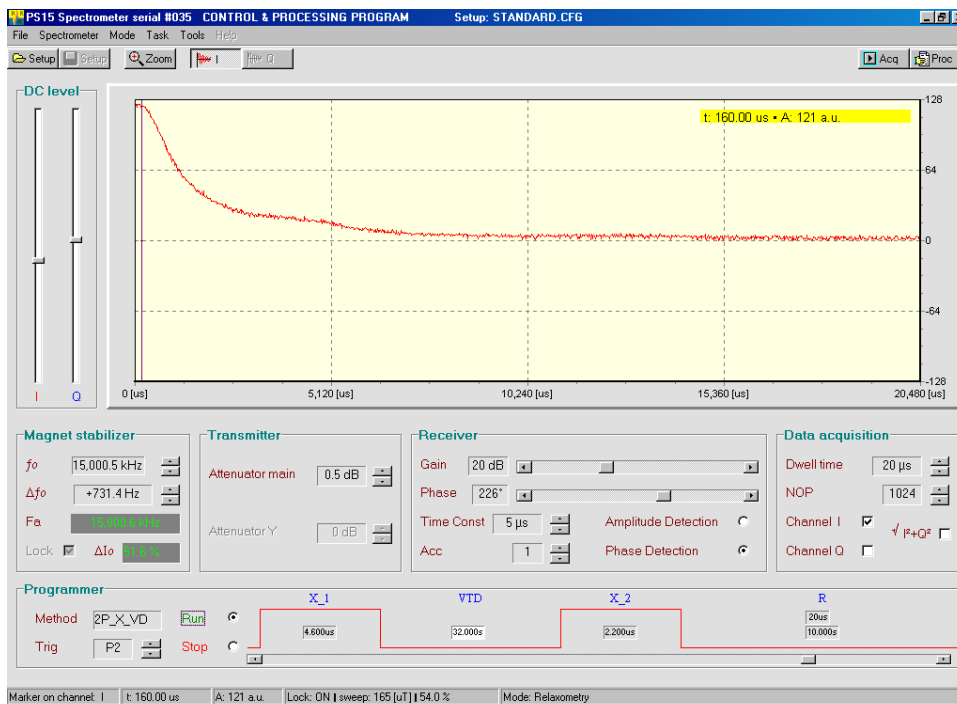 PS15 Spectrometer serial #035 CONTROL & PROCESSING PROGRAM Setup: STANDARD.CFG
File Spectrometer Mode Task Tools Help
Setup Setup Zoom I Q Acq Proc
DC level
I Q
t: 160.00 us • A: 121 a.u.
128
64
0
-64
-128
0 [us] 5,120 [us] 10,240 [us] 15,360 [us] 20,480 [us]
Magnet stabilizer
fo 15,000.5 kHz
Δfo +731.4 Hz
Fa 15,000.6 kHz
Lock ΔIo 51.6 %
Transmitter
Attenuator main 0.5 dB
Attenuator Y 0 dB
Receiver
Gain 20 dB
Phase 226°
Time Const 5 µs Amplitude Detection
Acc 1 Phase Detection
Data acquisition
Dwell time 20 µs
NOP 1024
Channel I √ I²+Q²
Channel Q
Programmer
Method 2P_X_VD Run
Trig P2 Stop
X_1 VTD X_2 R
4.600us 32.000s 2.200us 20us
10.000s
Marker on channel: I t: 160.00 us A: 121 a.u. Lock: ON | sweep: 165 [uT] | 54.0 % Mode: Relaxometry